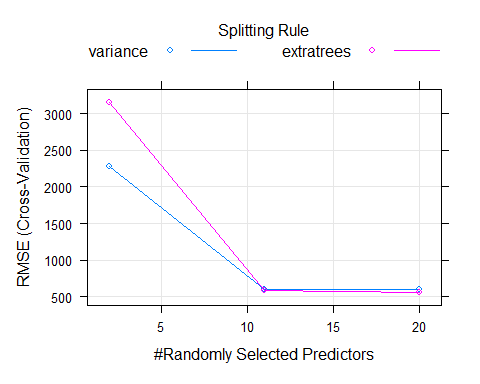 Splitting Rule
variance extratrees
RMSE (Cross-Validation)
3000
2500
2000
1500
1000
500
5 10 15 20
#Randomly Selected Predictors